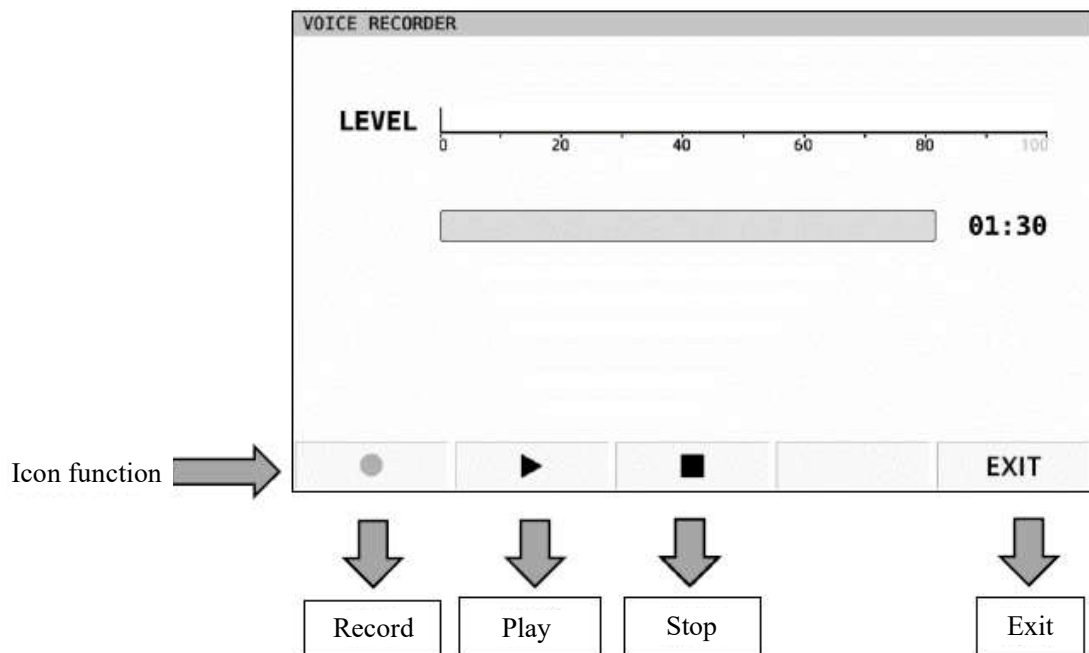 VOICE RECORDER
LEVEL
0 20 40 60 80 100
01:30
Icon function
EXIT
Record Play Stop Exit